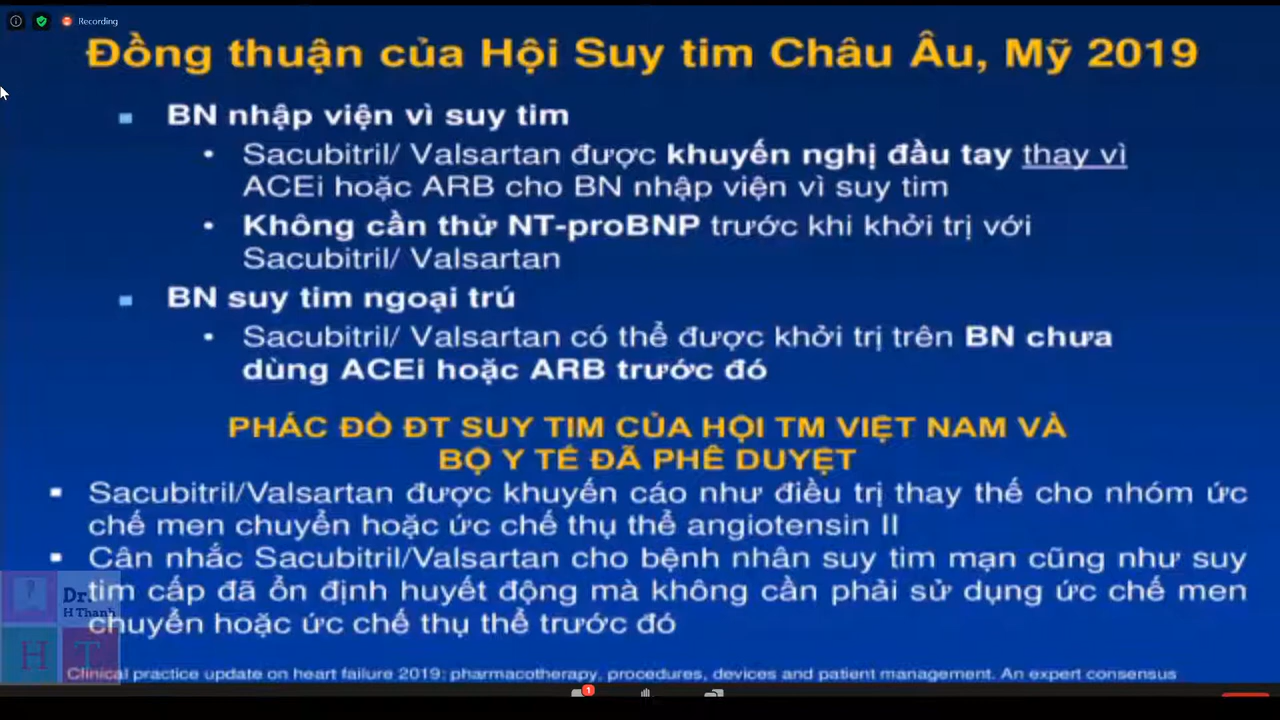 Recording
Đồng thuận của Hội Suy tim Châu Âu, Mỹ 2019
BN nhập viện vì suy tim
Sacubitril/ Valsartan được khuyến nghị đầu tay thay vì
ACEi hoặc ARB cho BN nhập viện vì suy tim
Không cần thử NT-proBNP trước khi khởi trị với
Sacubitril/ Valsartan
BN suy tim ngoại trú
Sacubitril/ Valsartan có thể được khởi trị trên BN chưa
dùng ACEi hoặc ARB trước đó
PHÁC ĐỒ ĐT SUY TIM CỦA HỘI TM VIỆT NAM VÀ
BỘ Y TẾ ĐÃ PHÊ DUYỆT
Sacubitril/Valsartan được khuyến cáo như điều trị thay thế cho nhóm ức
chế men chuyển hoặc ức chế thụ thể angiotensin II
Cân nhắc Sacubitril/Valsartan cho bệnh nhân suy tim mạn cũng như suy
tim cấp đã ổn định huyết động mà không cần phải sử dụng ức chế men
chuyển hoặc ức chế thụ thể trước đó
Dr.
H Thanh
H T
Clinical practice update on heart failure 2019: pharmacotherapy, procedures, devices and patient management. An expert consensus
1